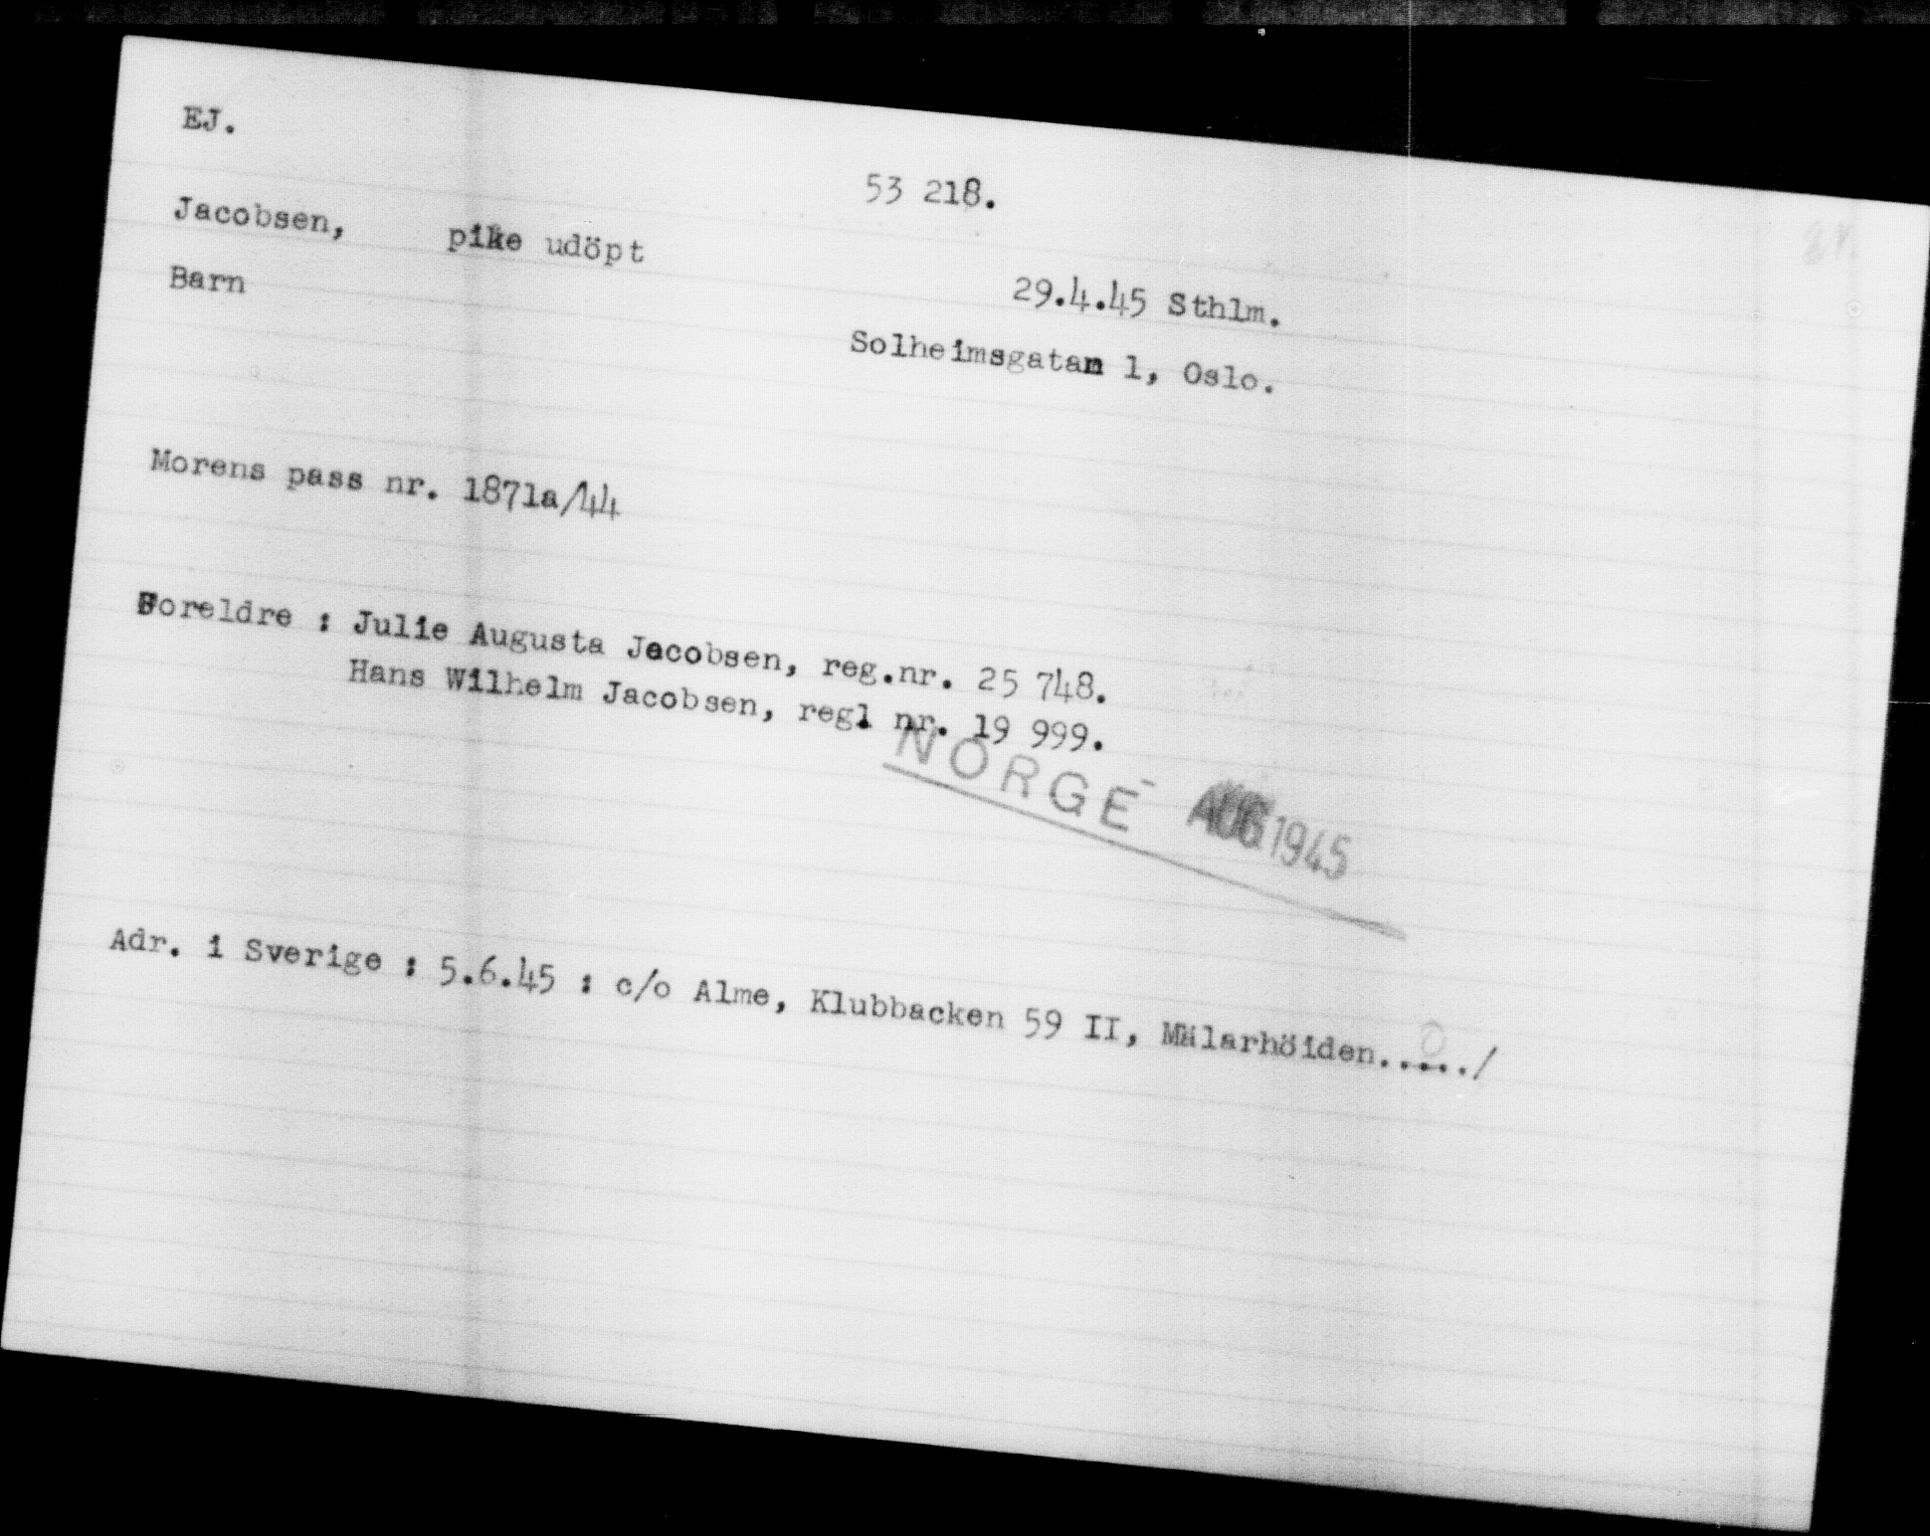 EJ.
53 218.
Jacobsen, pike udöpt
29.4.45 Sthlm.
Barn
Solheimsgatan 1, Oslo.
Morens pass nr. 1871a/44
Foreldre : Julie Augusta Jacobsen, reg.nr. 25 748.
Hans Wilhelm Jacobsen, regl nr. 19 999.
NORGE - AUG 1945
Adr. i Sverige : 5.6.45 : c/o Alme, Klubbacken 59 II, Mälarhöiden...../